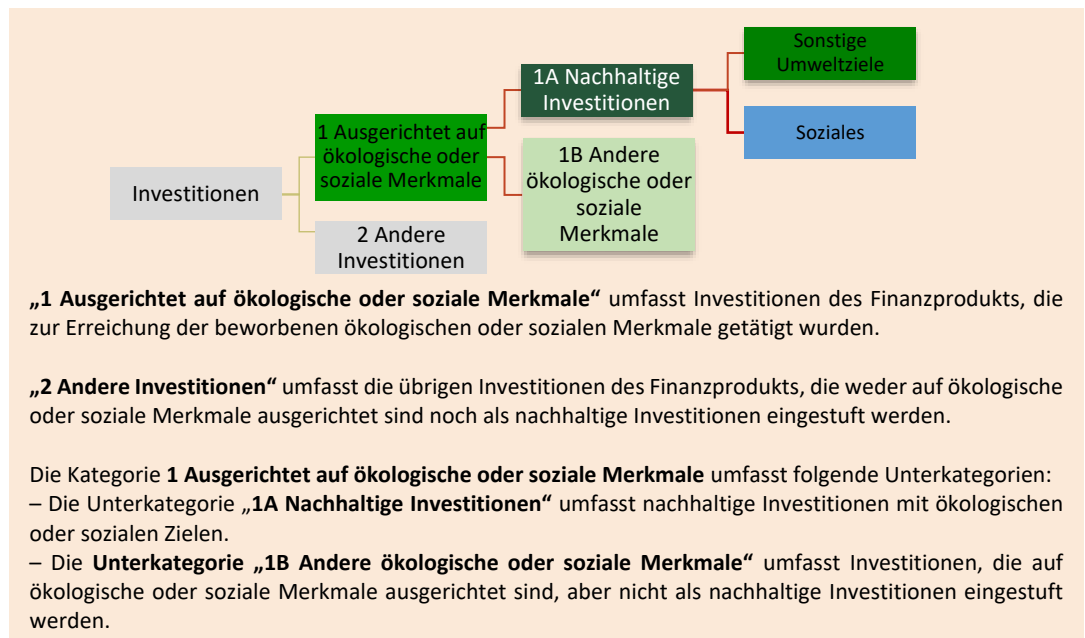 Sonstige
Umweltziele
1A Nachhaltige
Investitionen
Soziales
1 Ausgerichtet auf
ökologische oder
soziale Merkmale
1B Andere
ökologische oder
soziale
Merkmale
Investitionen
2 Andere
Investitionen
„1 Ausgerichtet auf ökologische oder soziale Merkmale“ umfasst Investitionen des Finanzprodukts, die
zur Erreichung der beworbenen ökologischen oder sozialen Merkmale getätigt wurden.
„2 Andere Investitionen“ umfasst die übrigen Investitionen des Finanzprodukts, die weder auf ökologische
oder soziale Merkmale ausgerichtet sind noch als nachhaltige Investitionen eingestuft werden.
Die Kategorie 1 Ausgerichtet auf ökologische oder soziale Merkmale umfasst folgende Unterkategorien:
– Die Unterkategorie „1A Nachhaltige Investitionen“ umfasst nachhaltige Investitionen mit ökologischen
oder sozialen Zielen.
– Die Unterkategorie „1B Andere ökologische oder soziale Merkmale“ umfasst Investitionen, die auf
ökologische oder soziale Merkmale ausgerichtet sind, aber nicht als nachhaltige Investitionen eingestuft
werden.